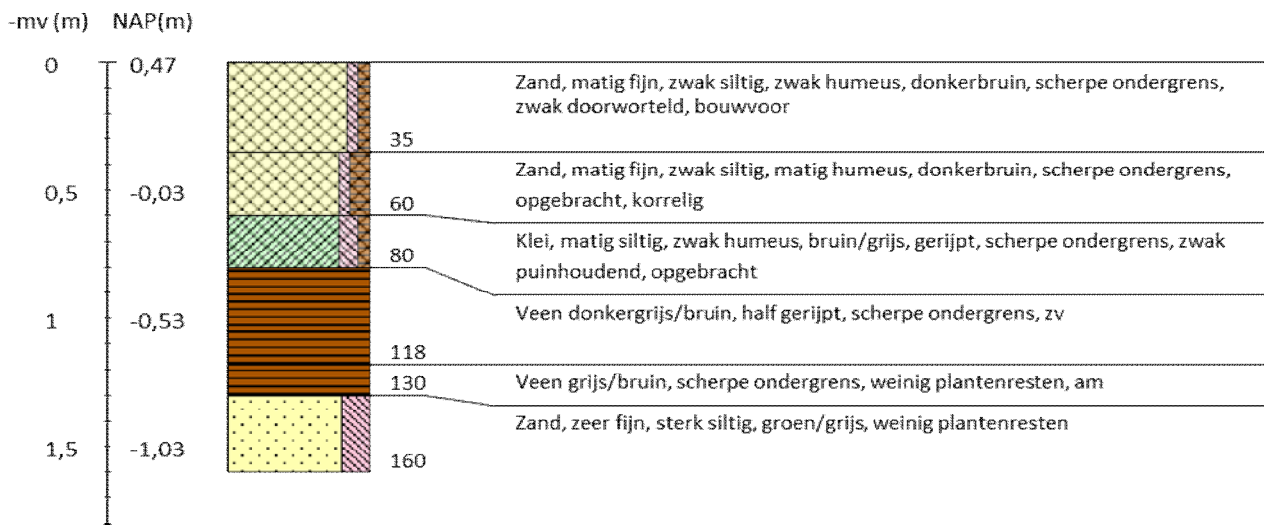 -mv (m) NAP(m)
0 0,47
Zand, matig fijn, zwak siltig, zwak humeus, donkerbruin, scherpe ondergrens,
zwak doorworteld, bouwvoor
35
Zand, matig fijn, zwak siltig, matig humeus, donkerbruin, scherpe ondergrens,
0,5 -0,03
opgebracht, korrelig
60
Klei, matig siltig, zwak humeus, bruin/grijs, gerijpt, scherpe ondergrens, zwak
80
puinhoudend, opgebracht
Veen donkergrijs/bruin, half gerijpt, scherpe ondergrens, zv
1 -0,53
118
130
Veen grijs/bruin, scherpe ondergrens, weinig plantenresten, am
Zand, zeer fijn, sterk siltig, groen/grijs, weinig plantenresten
1,5 -1,03
160